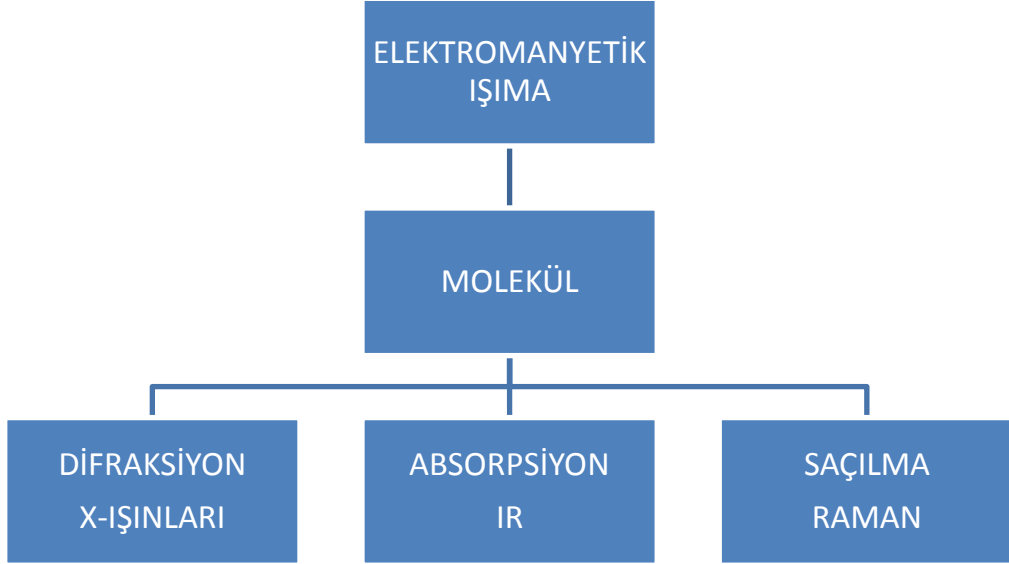 ELEKTROMANYETİK
IŞIMA
MOLEKÜL
DİFRAKSİYON
X-IŞINLARI
ABSORPSİYON
IR
SAÇILMA
RAMAN